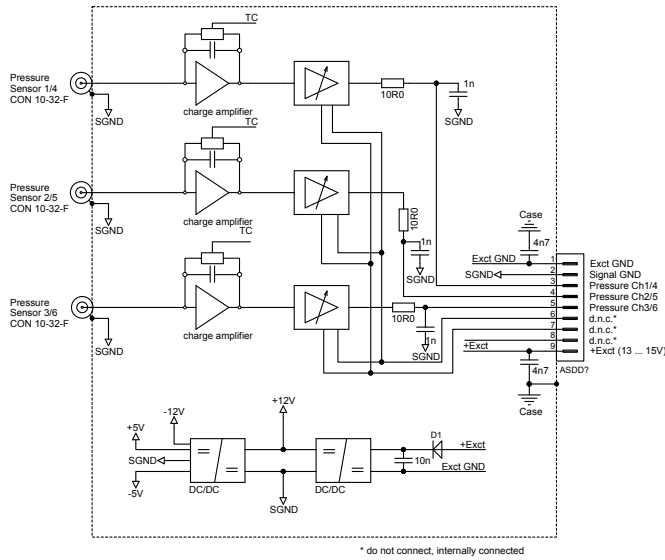 TC
Pressure
Sensor 1/4
CON 10-32-F
SGND
charge amplifier
10R0
1n
SGND
TC
Pressure
Sensor 2/5
CON 10-32-F
SGND
charge amplifier
10R0
1n
SGND
Case
4n7
Exct GND
SGND
1 Exct GND
2 Signal GND
3 Pressure Ch1/4
4 Pressure Ch2/5
5 Pressure Ch3/6
6 d.n.c.*
7 d.n.c.*
8 d.n.c.*
9 +Exct (13 ... 15V)
ASDD?
+Exct
4n7
Case
TC
Pressure
Sensor 3/6
CON 10-32-F
SGND
charge amplifier
10R0
1n
SGND
-12V
+12V
+5V
SGND
-5V
DC/DC
SGND
DC/DC
D1
+Exct
10n
Exct GND
* do not connect, internally connected